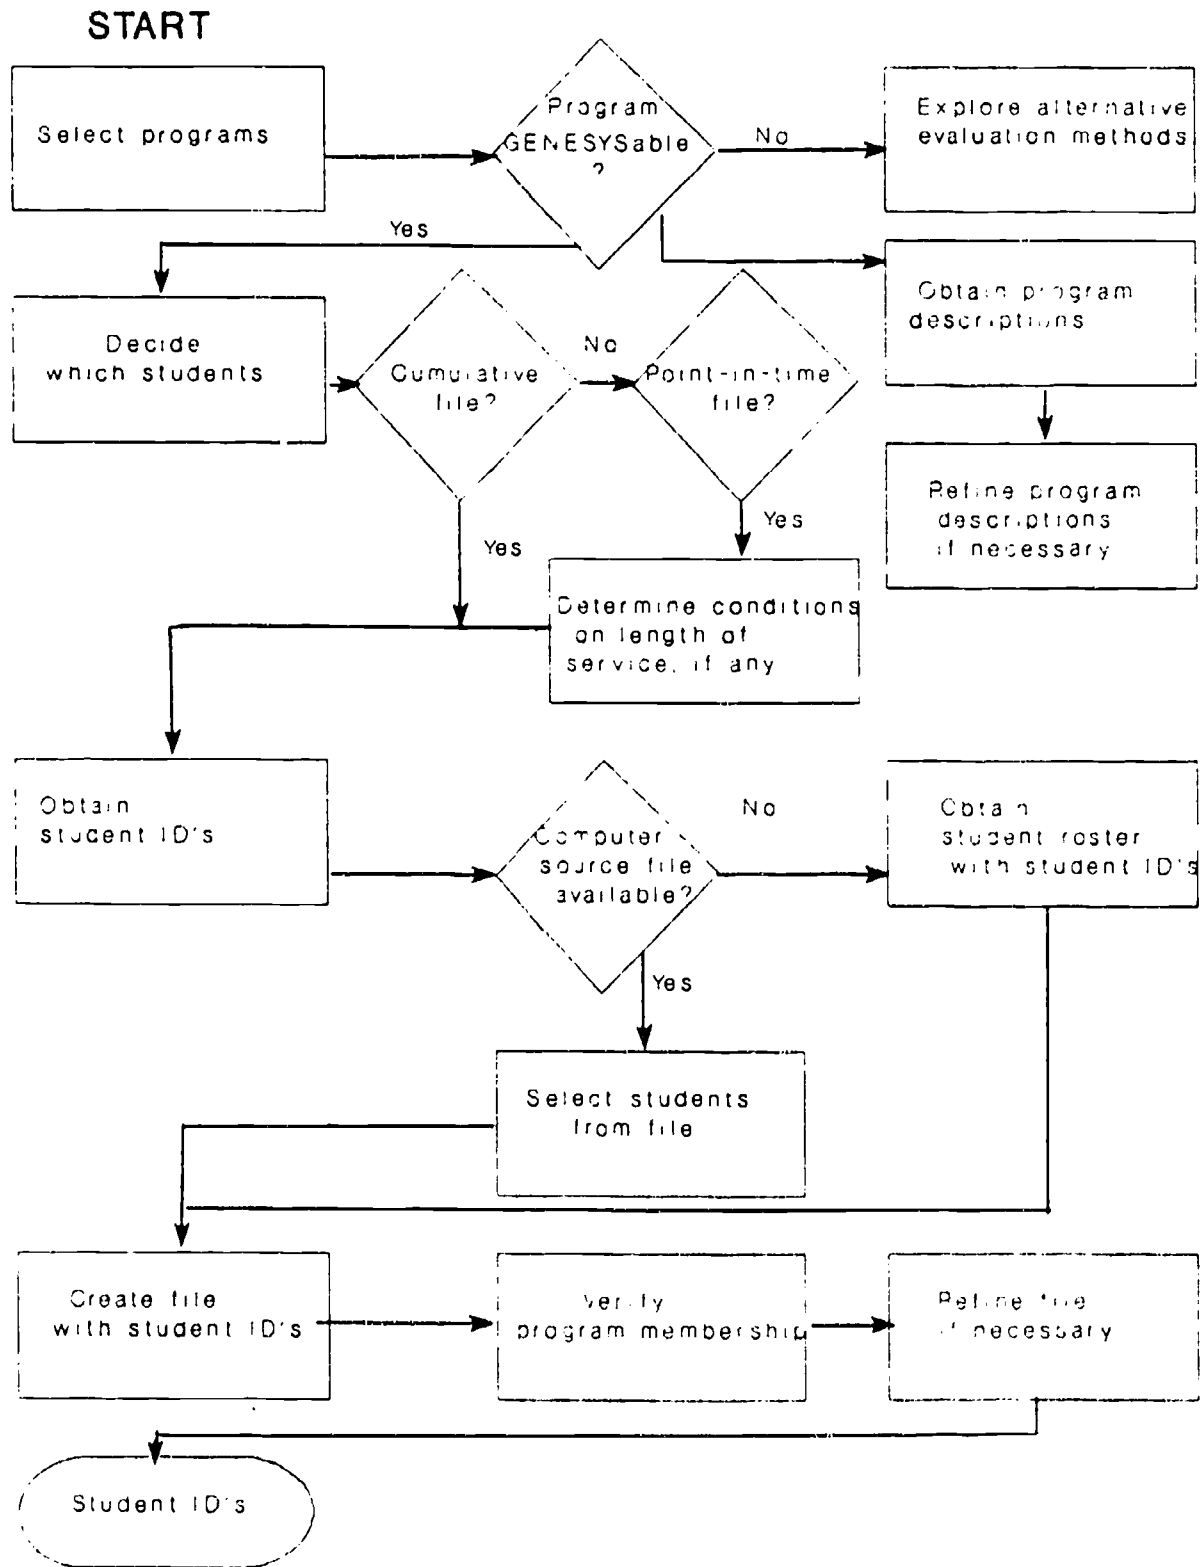 START
Select programs
Program
GENESYSable
?
No
Explore alternative
evaluation methods
Yes
Obtain program
descriptions
Decide
which students
Cumulative
file?
No
Point-in-time
file?
Refine program
descriptions
if necessary
Yes
Yes
Determine conditions
on length of
service, if any
Obtain
student ID's
Computer
source file
available?
No
Obtain
student roster
with student ID's
Yes
Select students
from file
Create file
with student ID's
Verify
program membership
Refine file
if necessary
Student ID's